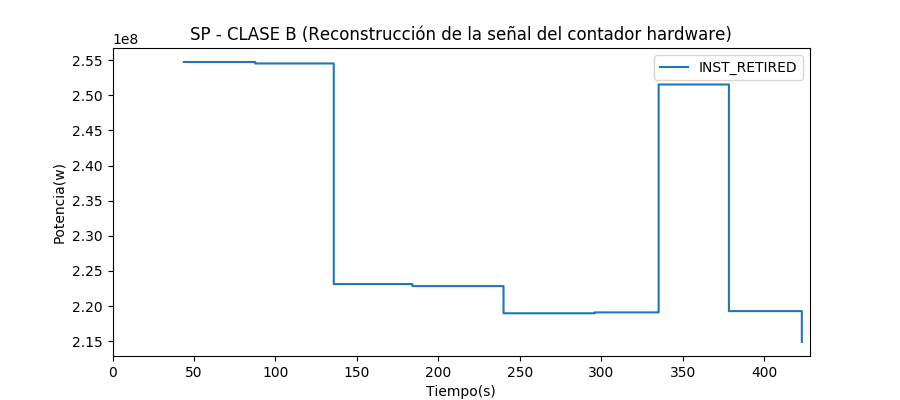 SP - CLASE B (Reconstrucción de la señal del contador hardware)
1e8
INST_RETIRED
2.55
2.50
2.45
2.40
2.35
2.30
2.25
2.20
2.15
Potencia(w)
0 50 100 150 200 250 300 350 400
Tiempo(s)